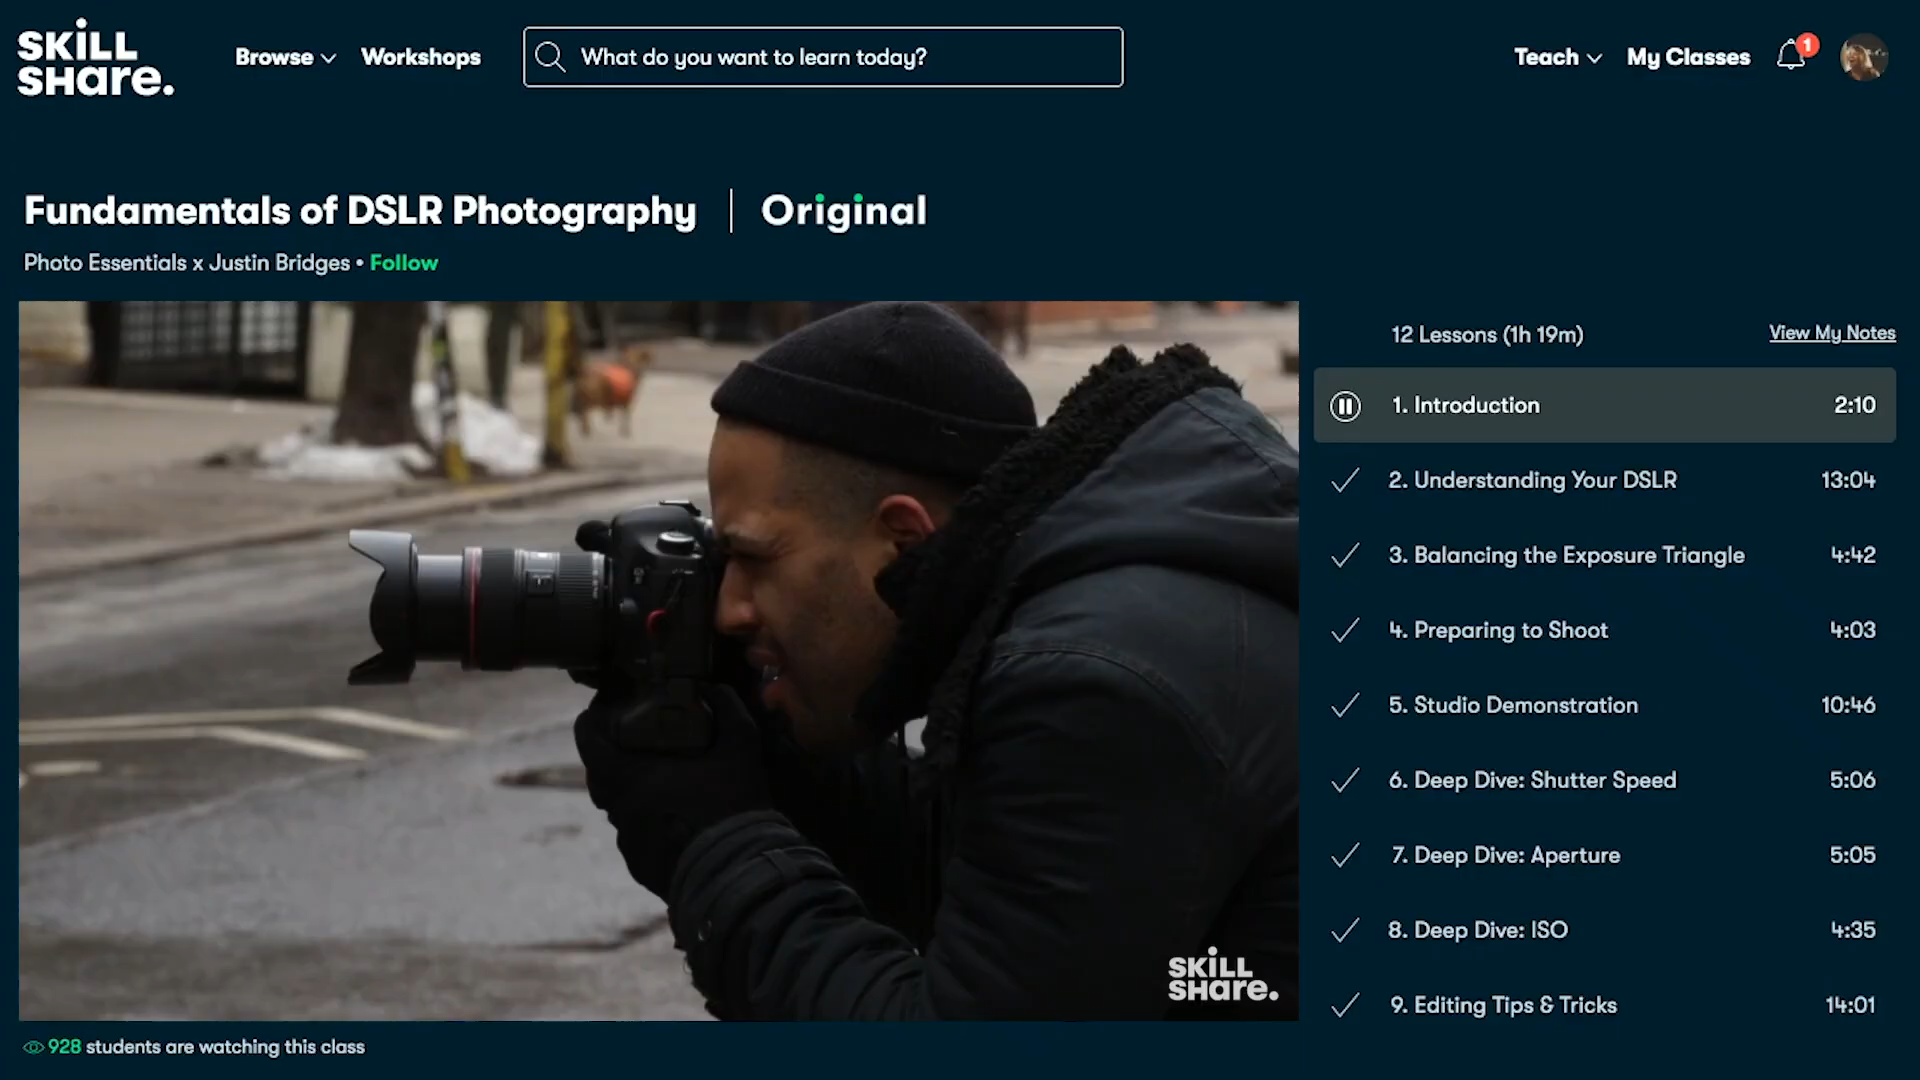 SKILL
SHare.
Browse
Workshops
What do you want to learn today?
Teach
My Classes
1
Fundamentals of DSLR Photography | Original
Photo Essentials x Justin Bridges • Follow
12 Lessons (1h 19m)
View My Notes
1. Introduction 2:10
2. Understanding Your DSLR 13:04
3. Balancing the Exposure Triangle 4:42
4. Preparing to Shoot 4:03
5. Studio Demonstration 10:46
6. Deep Dive: Shutter Speed 5:06
7. Deep Dive: Aperture 5:05
8. Deep Dive: ISO 4:35
9. Editing Tips & Tricks 14:01
SKILL
SHare.
928 students are watching this class